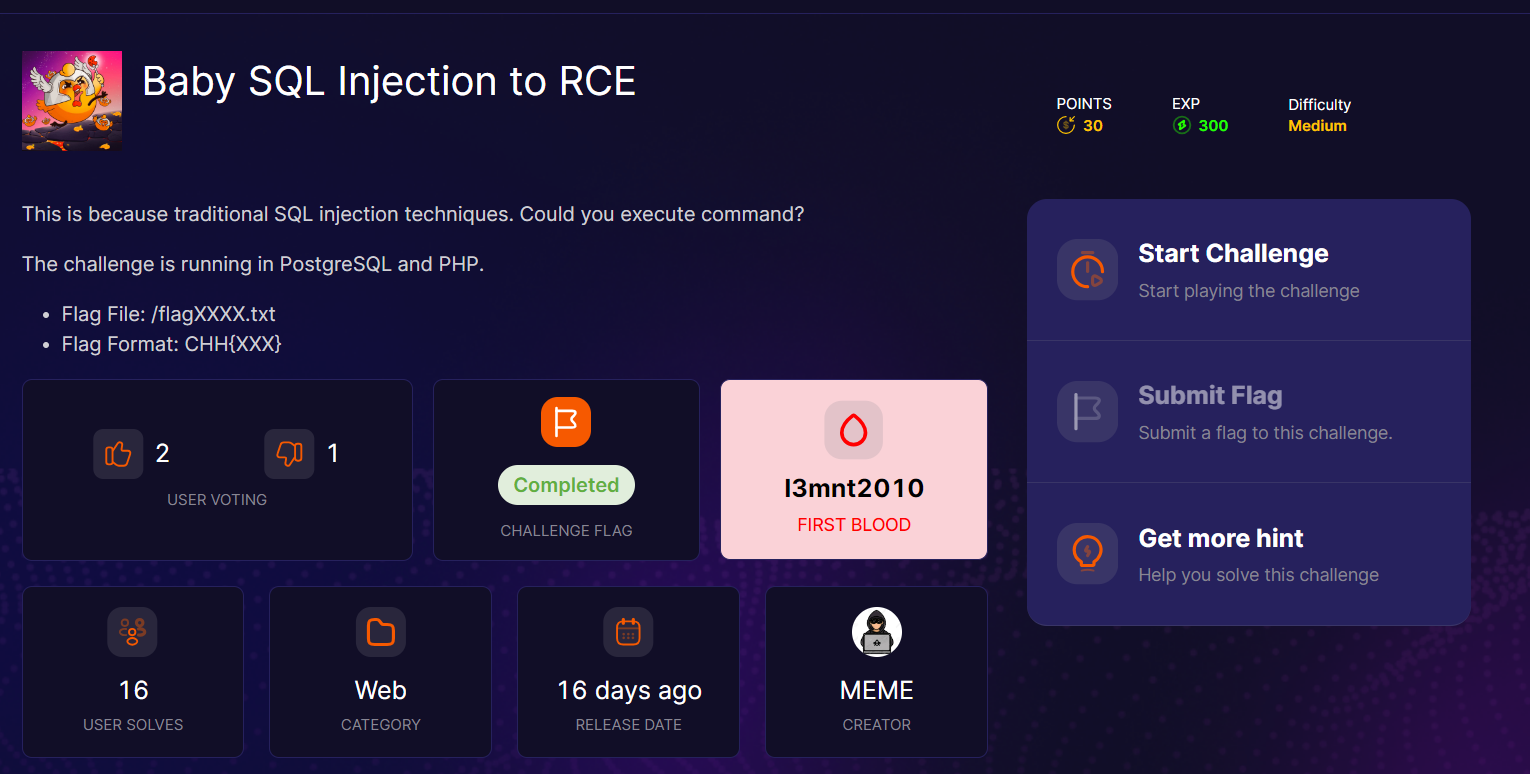 Baby SQL Injection to RCE
POINTS
30
EXP
300
Difficulty
Medium
This is because traditional SQL injection techniques. Could you execute command?
The challenge is running in PostgreSQL and PHP.
• Flag File: /flagXXXX.txt
• Flag Format: CHH{XXX}
Start Challenge
Start playing the challenge
Submit Flag
Submit a flag to this challenge.
Get more hint
Help you solve this challenge
2
1
USER VOTING
Completed
CHALLENGE FLAG
l3mnt2010
FIRST BLOOD
16
USER SOLVES
Web
CATEGORY
16 days ago
RELEASE DATE
MEME
CREATOR